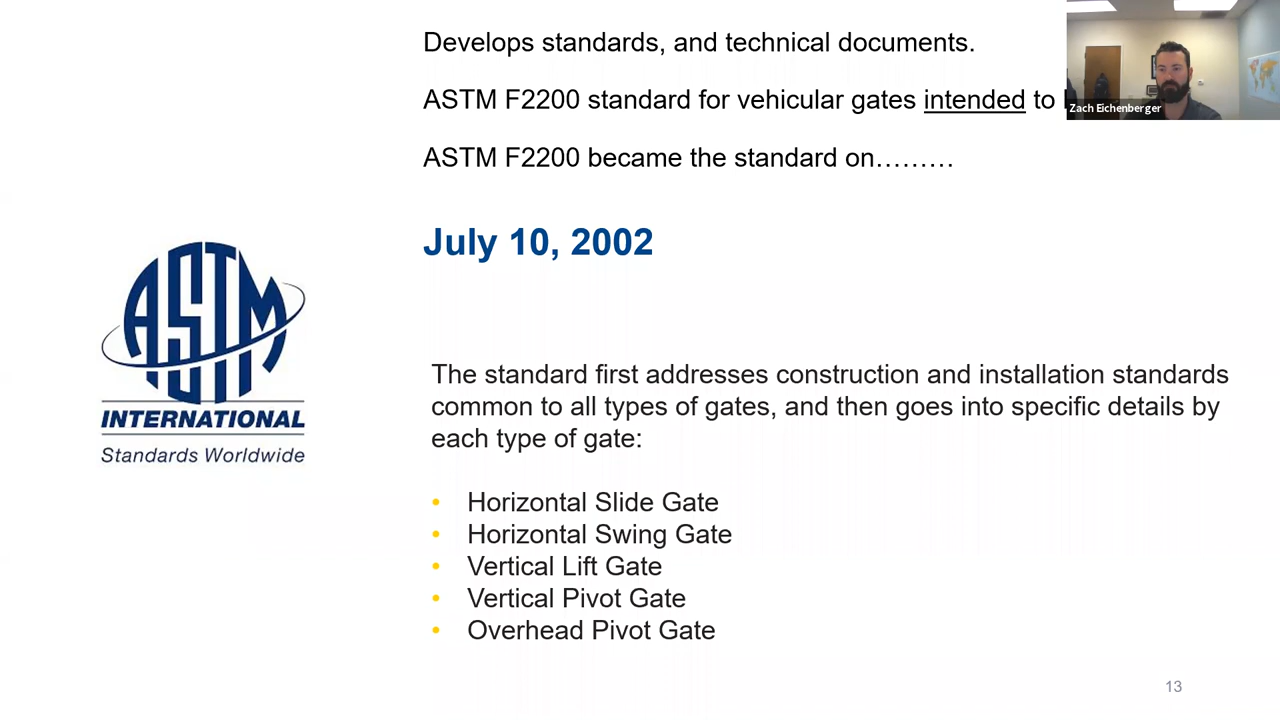 Develops standards, and technical documents.
ASTM F2200 standard for vehicular gates intended to
Zach Eichenberger
ASTM F2200 became the standard on………
July 10, 2002
ASTM
INTERNATIONAL
Standards Worldwide
The standard first addresses construction and installation standards
common to all types of gates, and then goes into specific details by
each type of gate:
• Horizontal Slide Gate
• Horizontal Swing Gate
• Vertical Lift Gate
• Vertical Pivot Gate
• Overhead Pivot Gate
13